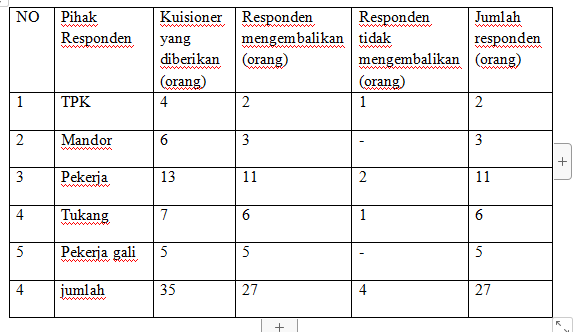 NO Pihak Responden Kuisioner yang diberikan (orang) Responden mengembalikan (orang) Responden tidak mengembalikan (orang) Jumlah responden (orang)
1 TPK 4 2 1 2
2 Mandor 6 3 - 3
3 Pekerja 13 11 2 11
4 Tukang 7 6 1 6
5 Pekerja gali 5 5 - 5
4 jumlah 35 27 4 27